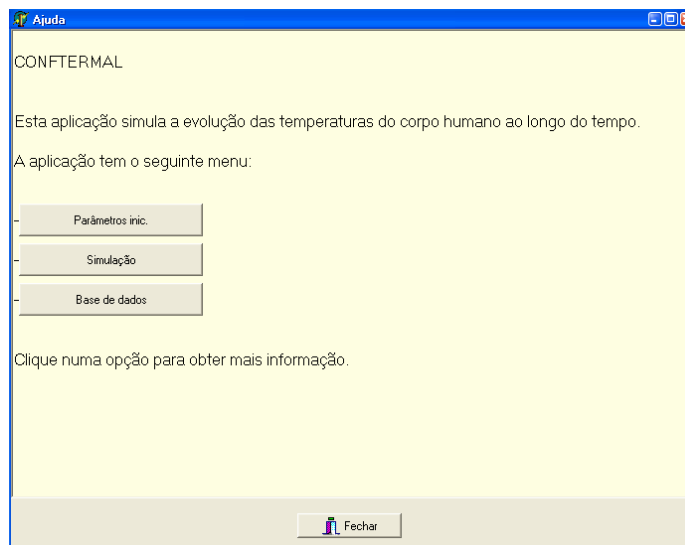 Ajuda
CONFTERMAL
Esta aplicação simula a evolução das temperaturas do corpo humano ao longo do tempo.
A aplicação tem o seguinte menu:
- Parâmetros inic.
- Simulação
- Base de dados
Clique numa opção para obter mais informação.
Fechar